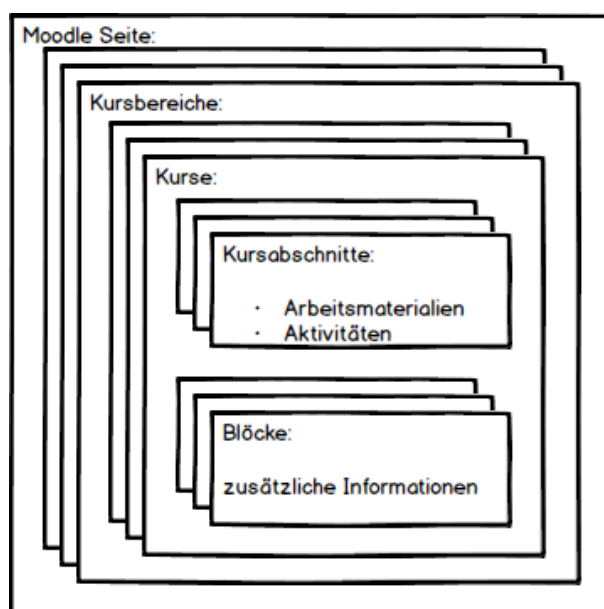 Moodle Seite:
Kursbereiche:
Kurse:
Kursabschnitte:
· Arbeitsmaterialien
· Aktivitäten
Blöcke:
zusätzliche Informationen